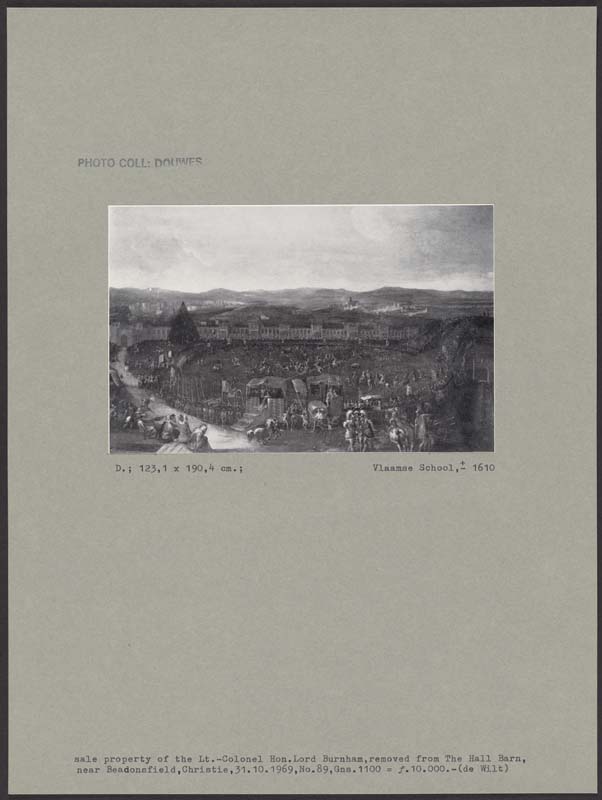 PHOTO COLL: DOUWES
D.; 123,1 x 190,4 cm.;
Vlaamse School,± 1610
sale property of the Lt.-Colonel Hon.Lord Burnham,removed from The Hall Barn,
near Beadonsfield,Christie,31.10.1969,No.89,Gns.1100 = ƒ.10.000.-(de Wilt)